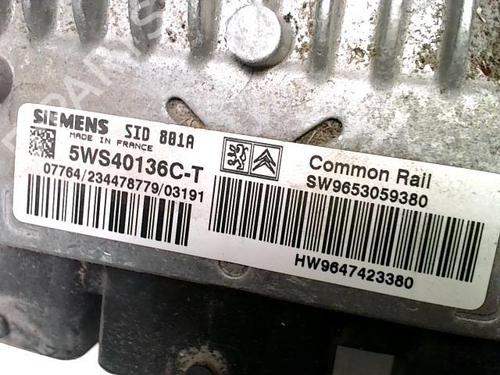 SIEMENS SID 801A
MADE IN FRANCE
5WS40136C-T
07764/234478779/03191
Common Rail
SW9653059380
HW9647423380